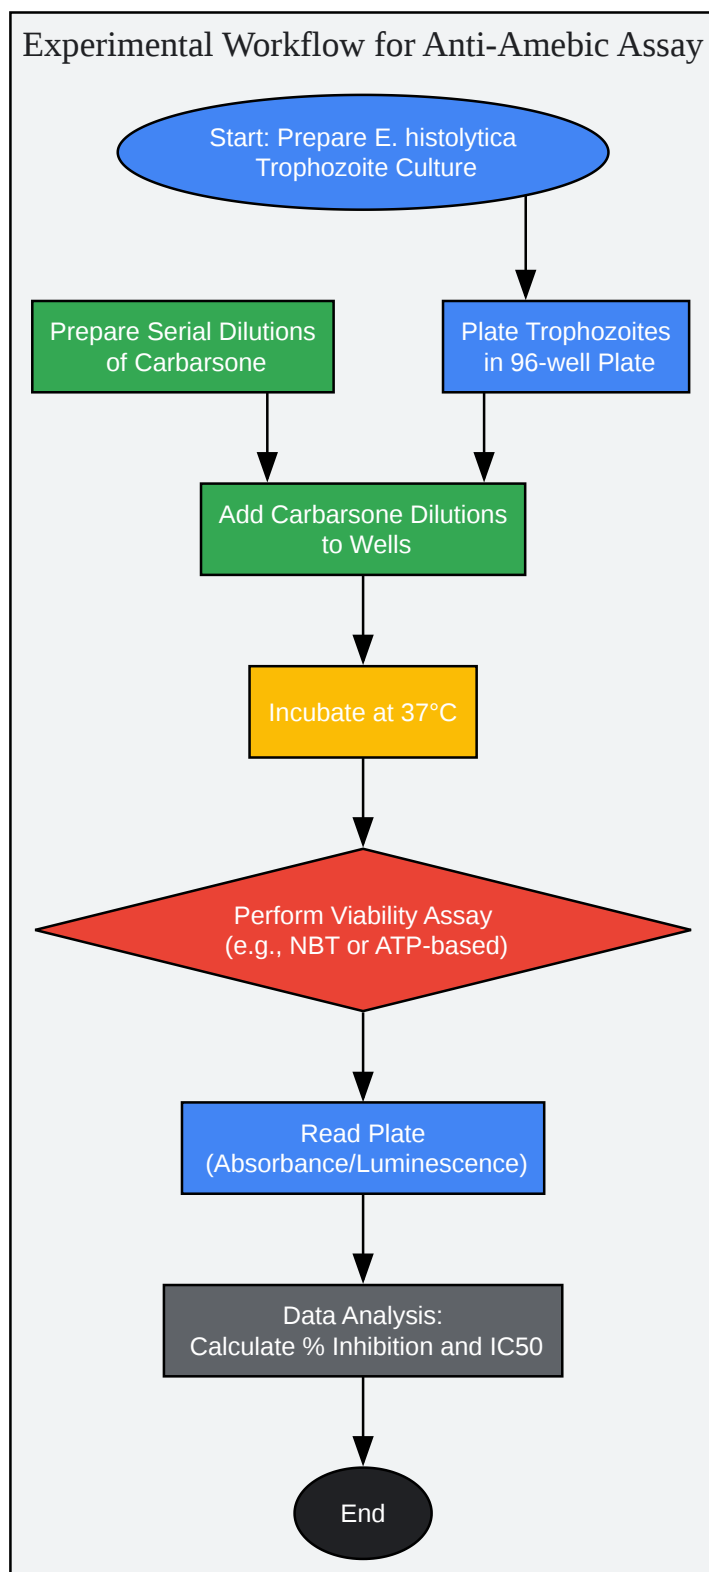 Experimental Workflow for Anti-Amebic Assay
Start: Prepare E. histolytica
Trophozoite Culture
Prepare Serial Dilutions
of Carbarsone
Plate Trophozoites
in 96-well Plate
Add Carbarsone Dilutions
to Wells
Incubate at 37°C
Perform Viability Assay
(e.g., NBT or ATP-based)
Read Plate
(Absorbance/Luminescence)
Data Analysis:
Calculate % Inhibition and IC50
End